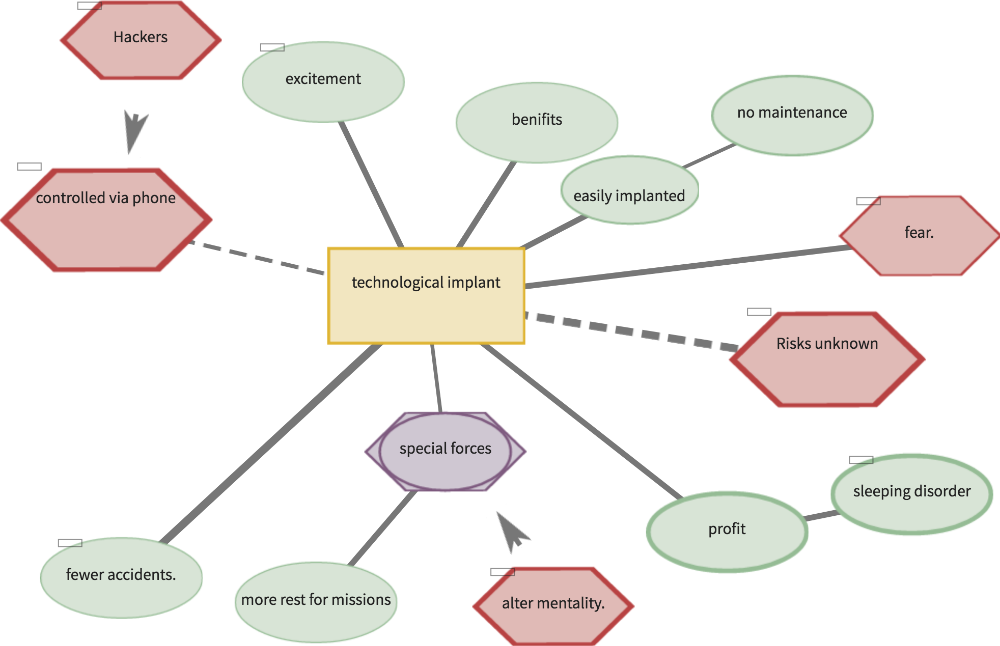 Hackers
excitement
benifits
no maintenance
controlled via phone
easily implanted
fear.
technological implant
Risks unknown
special forces
sleeping disorder
profit
fewer accidents.
more rest for missions
alter mentality.